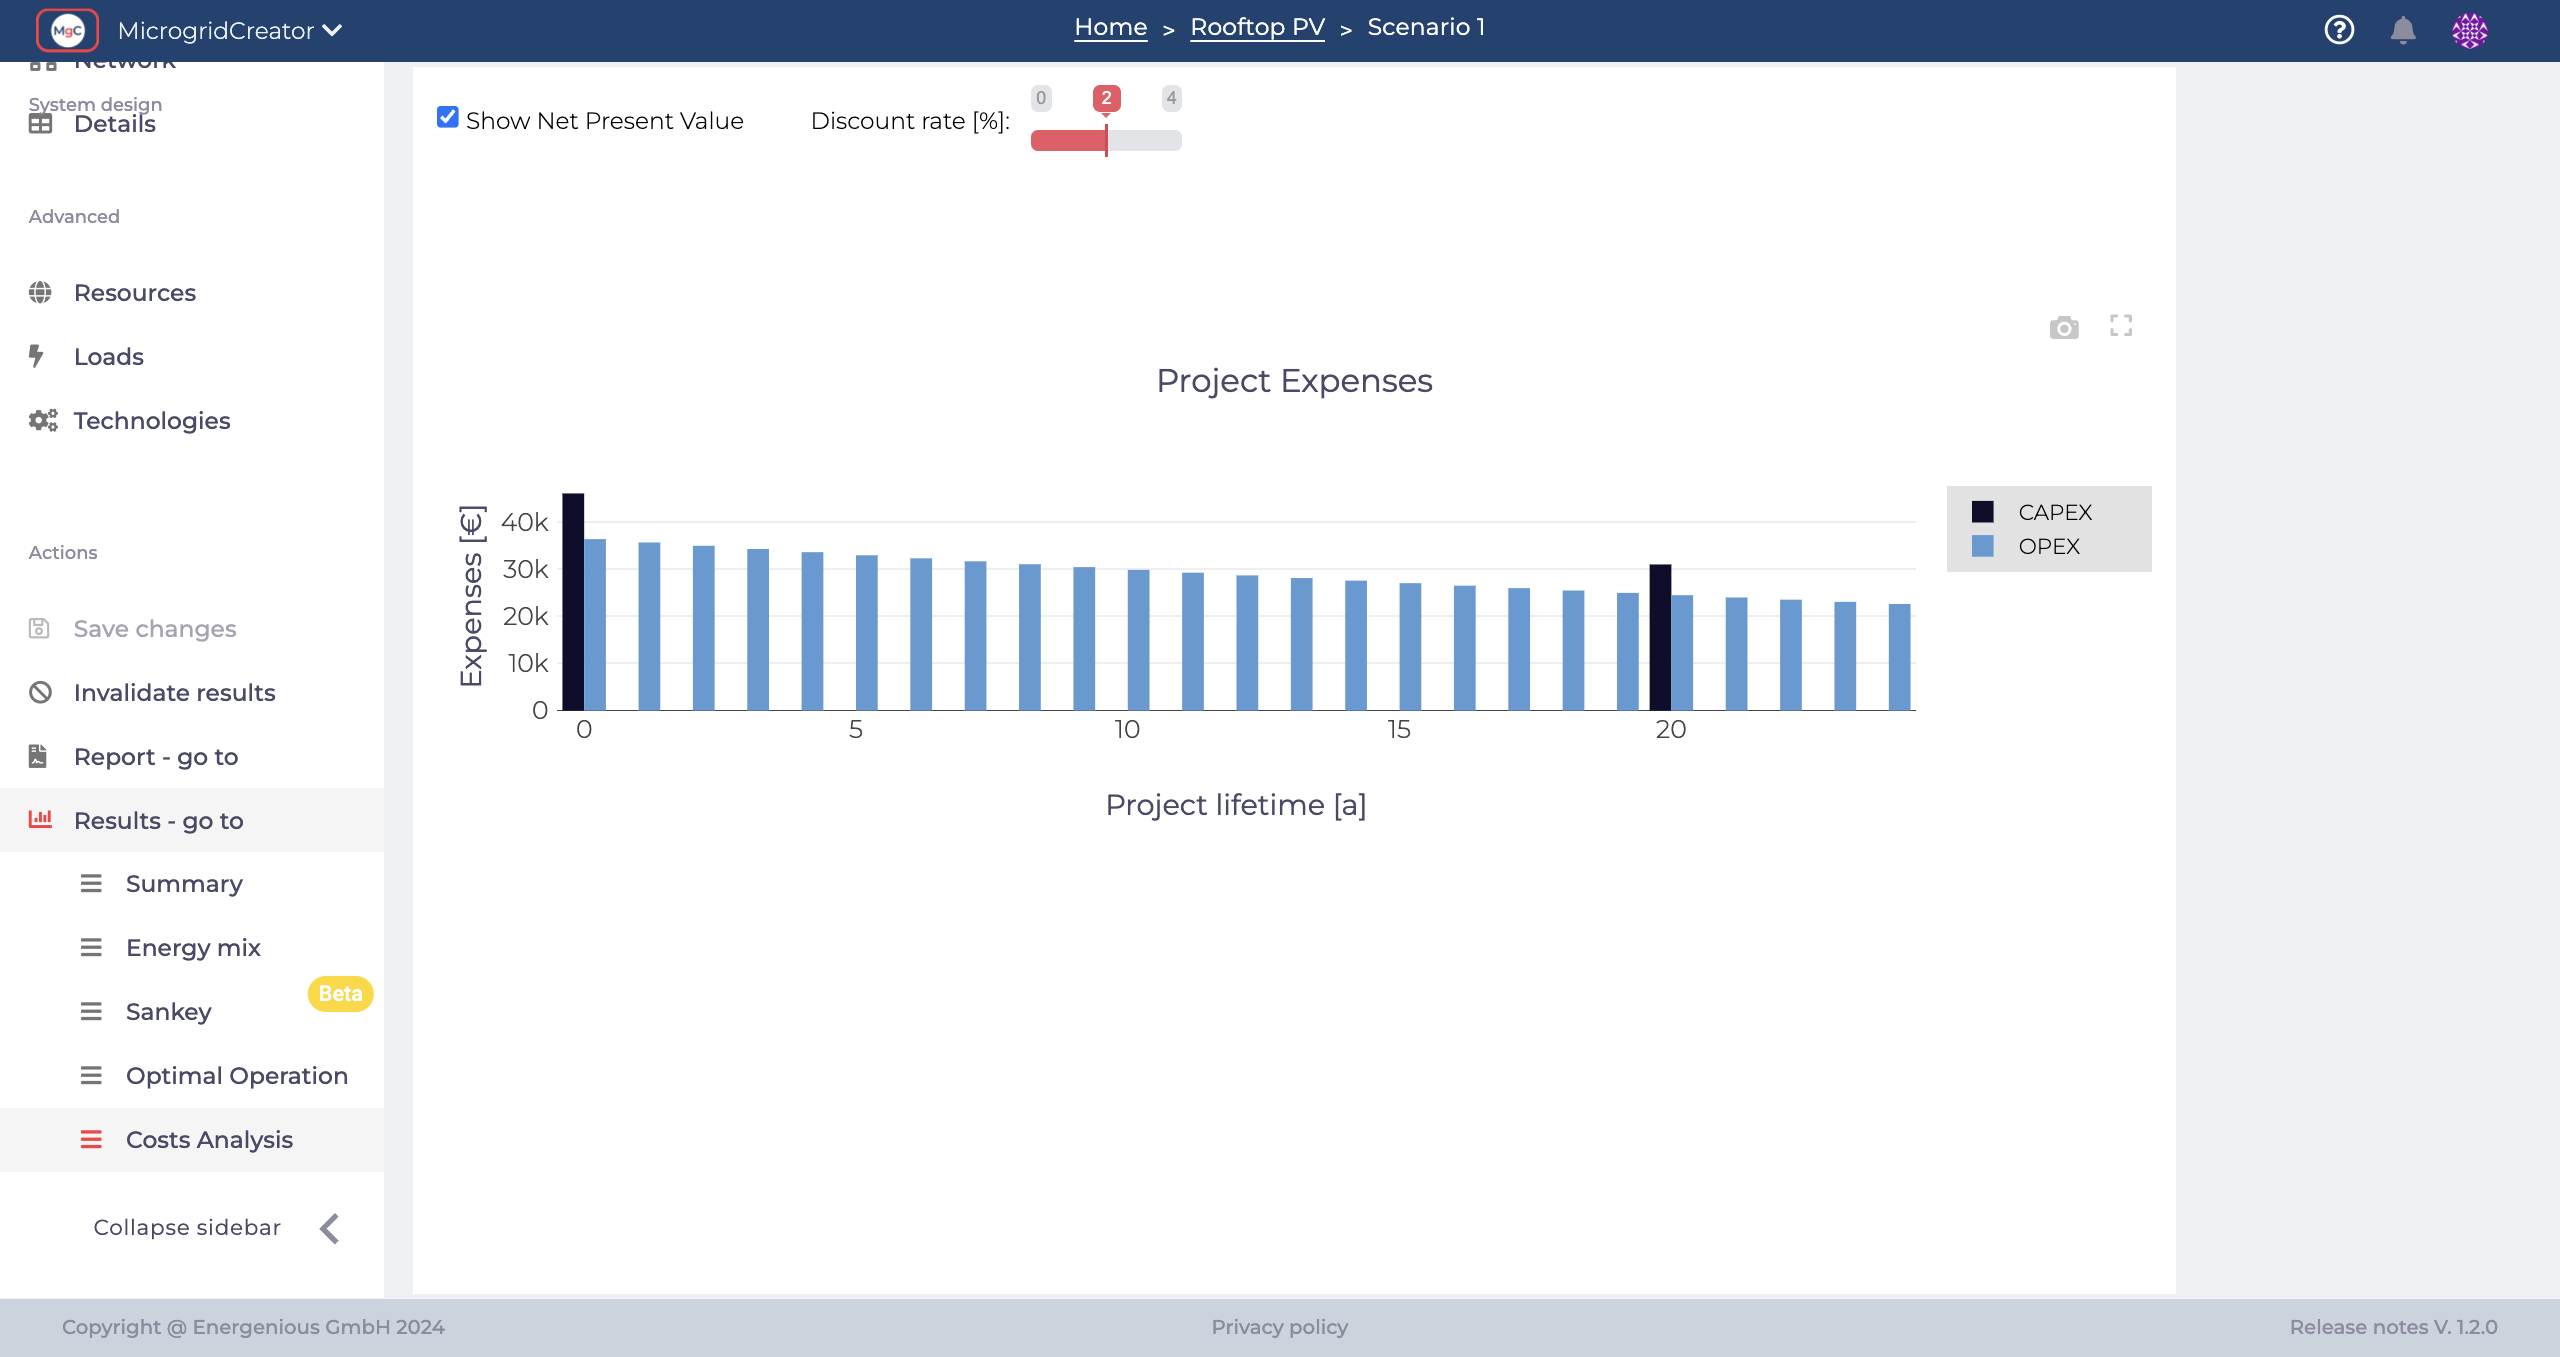 MgC
MicrogridCreator
Home > Rooftop PV > Scenario 1
Network
System design
Details
Advanced
Resources
Loads
Technologies
Actions
Save changes
Invalidate results
Report - go to
Results - go to
Summary
Energy mix
Beta
Sankey
Optimal Operation
Costs Analysis
Collapse sidebar
Show Net Present Value
Discount rate [%]:
0 2 4
Project Expenses
Expenses [€]
40k
30k
20k
10k
0
0 5 10 15 20
Project lifetime [a]
CAPEX
OPEX
Copyright @ Energenious GmbH 2024
Privacy policy
Release notes V. 1.2.0